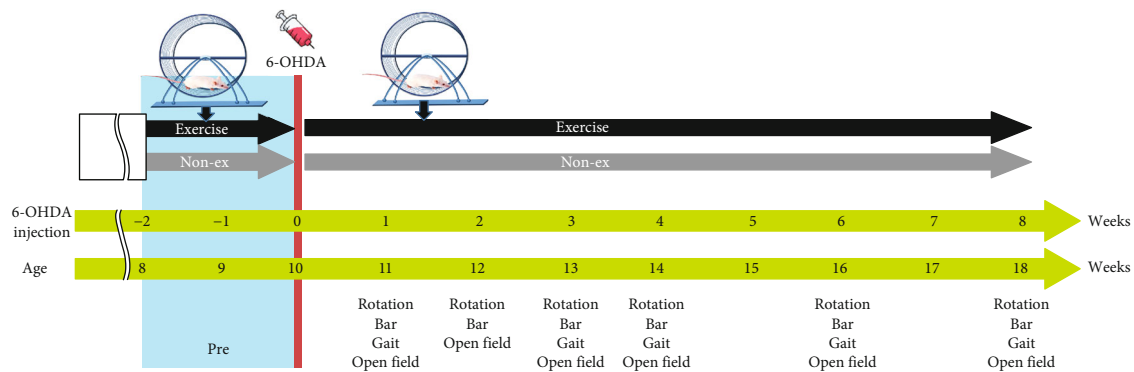 6-OHDA
Exercise
Exercise
Non-ex
Non-ex
6-OHDA
injection
−2 −1 0 1 2 3 4 5 6 7 8 Weeks
Age 8 9 10 11 12 13 14 15 16 17 18 Weeks
Pre
Rotation
Bar
Gait
Open field
Rotation
Bar
Open field
Rotation
Bar
Gait
Open field
Rotation
Bar
Gait
Open field
Rotation
Bar
Gait
Open field
Rotation
Bar
Gait
Open field